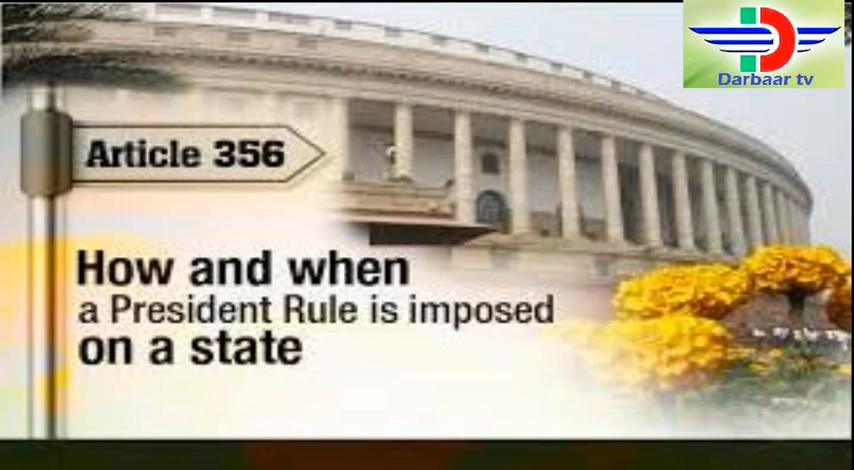 Darbaar tv
Article 356
How and when
a President Rule is imposed
on a state